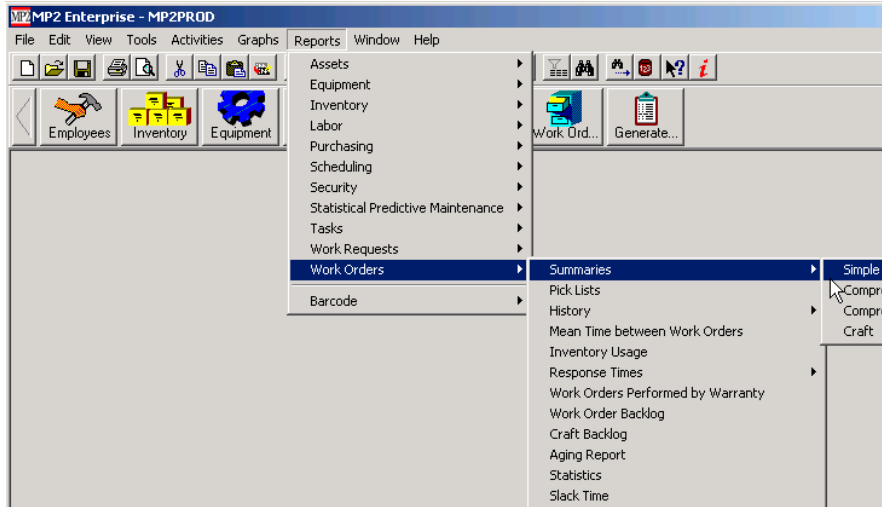 MP2 MP2 Enterprise - MP2PROD
File Edit View Tools Activities Graphs Reports Window Help
Employees Inventory Equipment Work Ord... Generate...
Assets
Equipment
Inventory
Labor
Purchasing
Scheduling
Security
Statistical Predictive Maintenance
Tasks
Work Requests
Work Orders
Barcode
Summaries
Pick Lists
History
Mean Time between Work Orders
Inventory Usage
Response Times
Work Orders Performed by Warranty
Work Order Backlog
Craft Backlog
Aging Report
Statistics
Slack Time
Simple
Compr
Compr
Craft